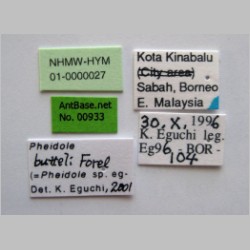 NHMW-HYM
01-0000027
AntBase.net
No. 00933
Pheidole
butteli Forel
(=Pheidole sp. eg-
Det. K. Eguchi, 2001
Kota Kinabalu
(City area)
Sabah, Borneo
E. Malaysia
30, X, 1996
K. Eguchi leg.
Eg96 - BOR -
104